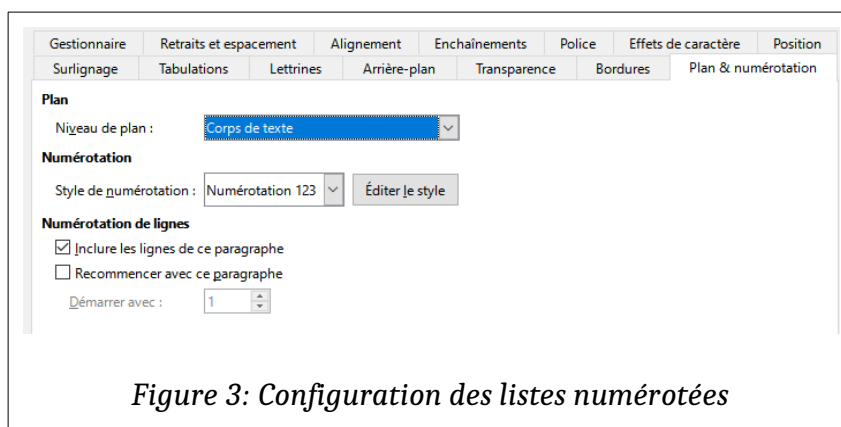 Gestionnaire Retraits et espacement Alignement Enchaînements Police Effets de caractère Position
Surlignage Tabulations Lettrines Arrière-plan Transparence Bordures Plan & numérotation
Plan
Niveau de plan : Corps de texte
Numérotation
Style de numérotation : Numérotation 123 Éditer le style
Numérotation de lignes
Inclure les lignes de ce paragraphe
Recommencer avec ce paragraphe
Démarrer avec : 1
Figure 3: Configuration des listes numérotées